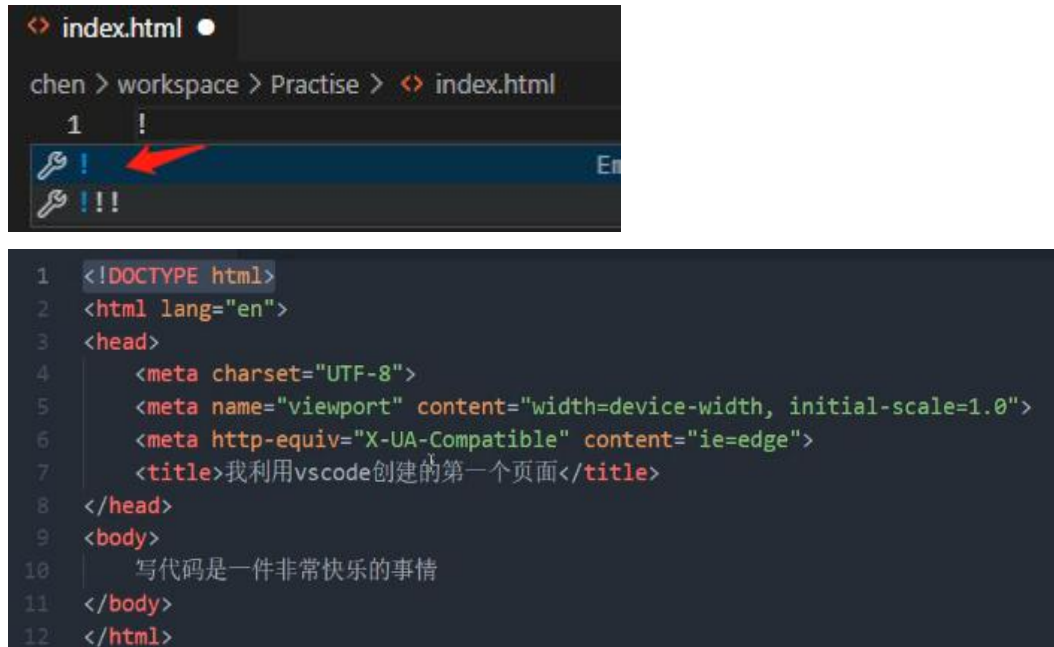 <> index.html ●
chen > workspace > Practise > <> index.html
1 !
!
!!!
1 <!DOCTYPE html>
2 <html lang="en">
3 <head>
4 <meta charset="UTF-8">
5 <meta name="viewport" content="width=device-width, initial-scale=1.0">
6 <meta http-equiv="X-UA-Compatible" content="ie=edge">
7 <title>我利用vscode创建的第一个页面</title>
8 </head>
9 <body>
10 写代码是一件非常快乐的事情
11 </body>
12 </html>